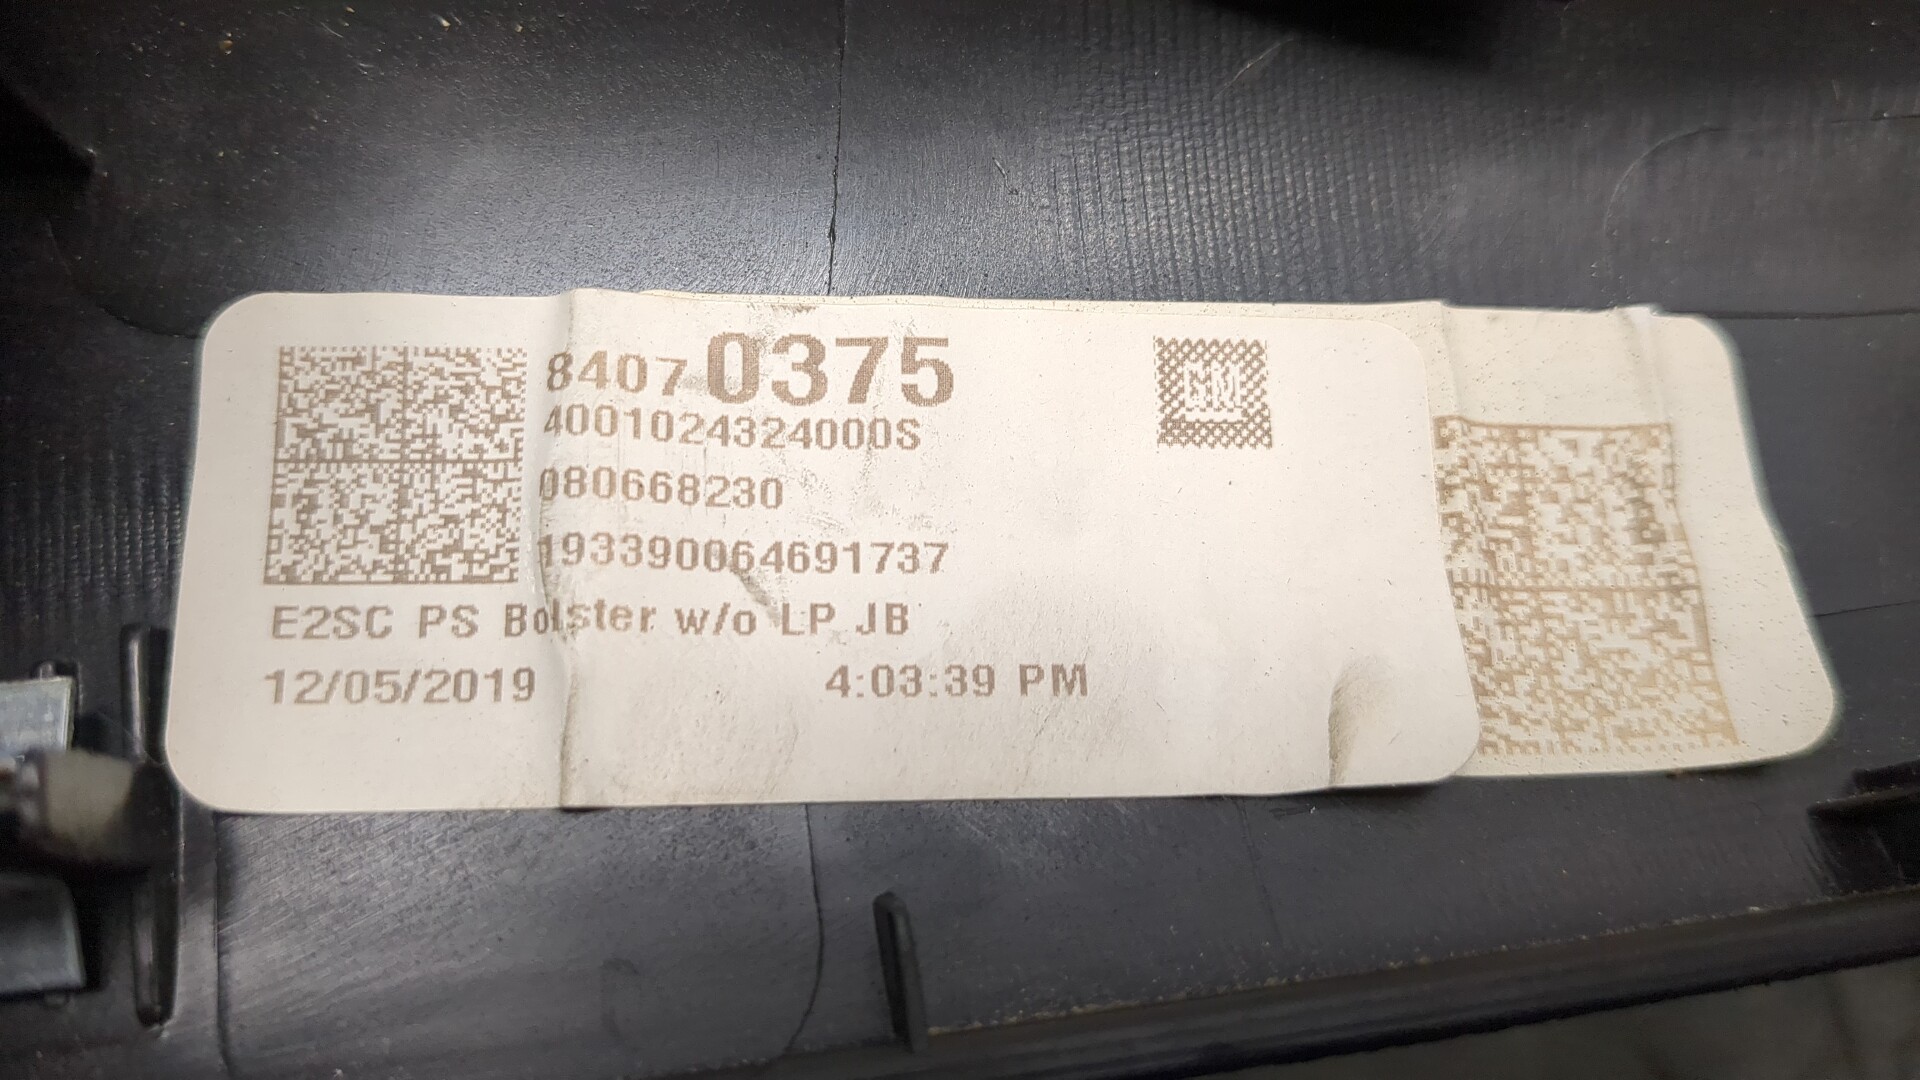 84070375
GM
4001024324000S
080668230
193390064691737
E2SC PS Bolster w/o LP JB
12/05/2019 4:03:39 PM